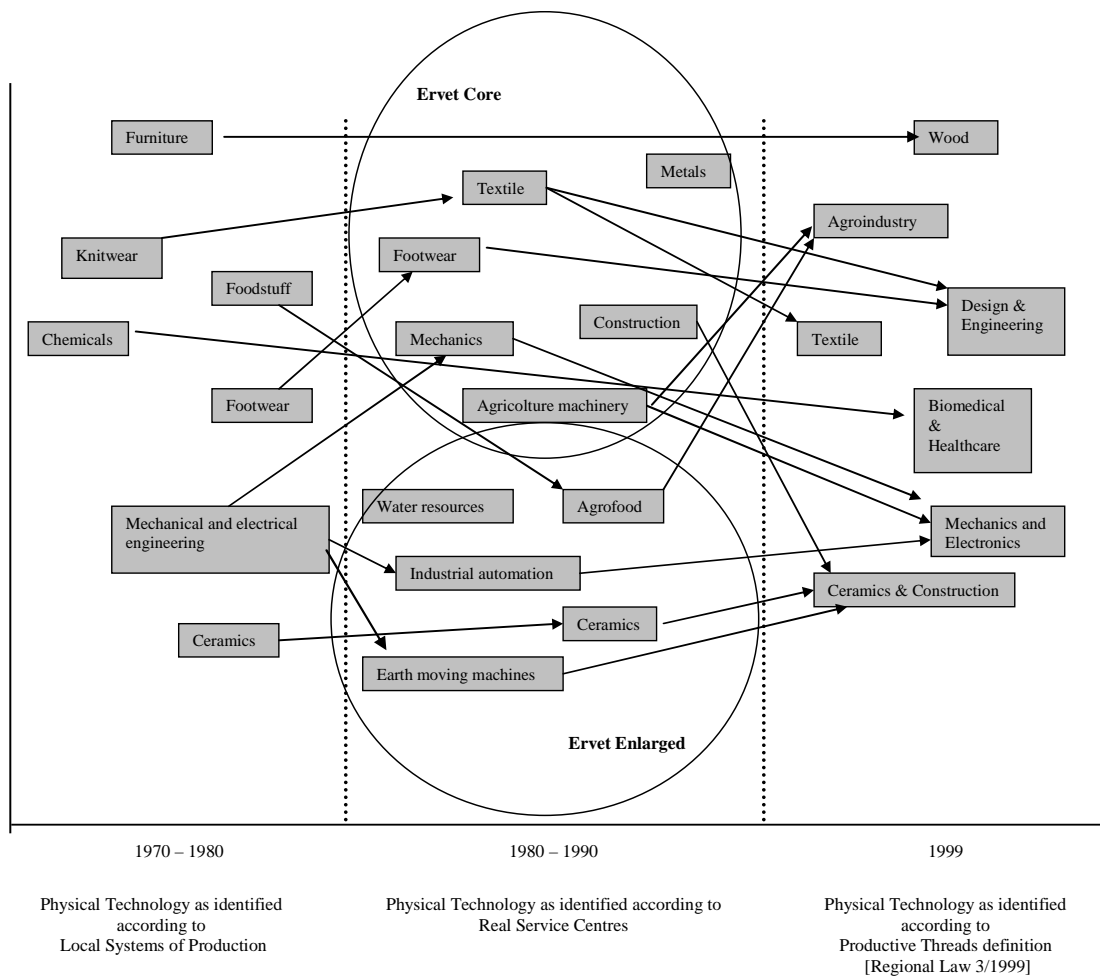 Ervet Core
Furniture
Wood
Metals
Textile
Agroindustry
Knitwear
Footwear
Foodstuff
Design &
Engineering
Construction
Chemicals
Mechanics
Textile
Footwear
Agricolture machinery
Biomedical
&
Healthcare
Water resources
Agrofood
Mechanical and electrical
engineering
Mechanics and
Electronics
Industrial automation
Ceramics & Construction
Ceramics
Ceramics
Earth moving machines
Ervet Enlarged
1970 – 1980
1980 – 1990
1999
Physical Technology as identified
according to
Local Systems of Production
Physical Technology as identified according to
Real Service Centres
Physical Technology as identified
according to
Productive Threads definition
[Regional Law 3/1999]